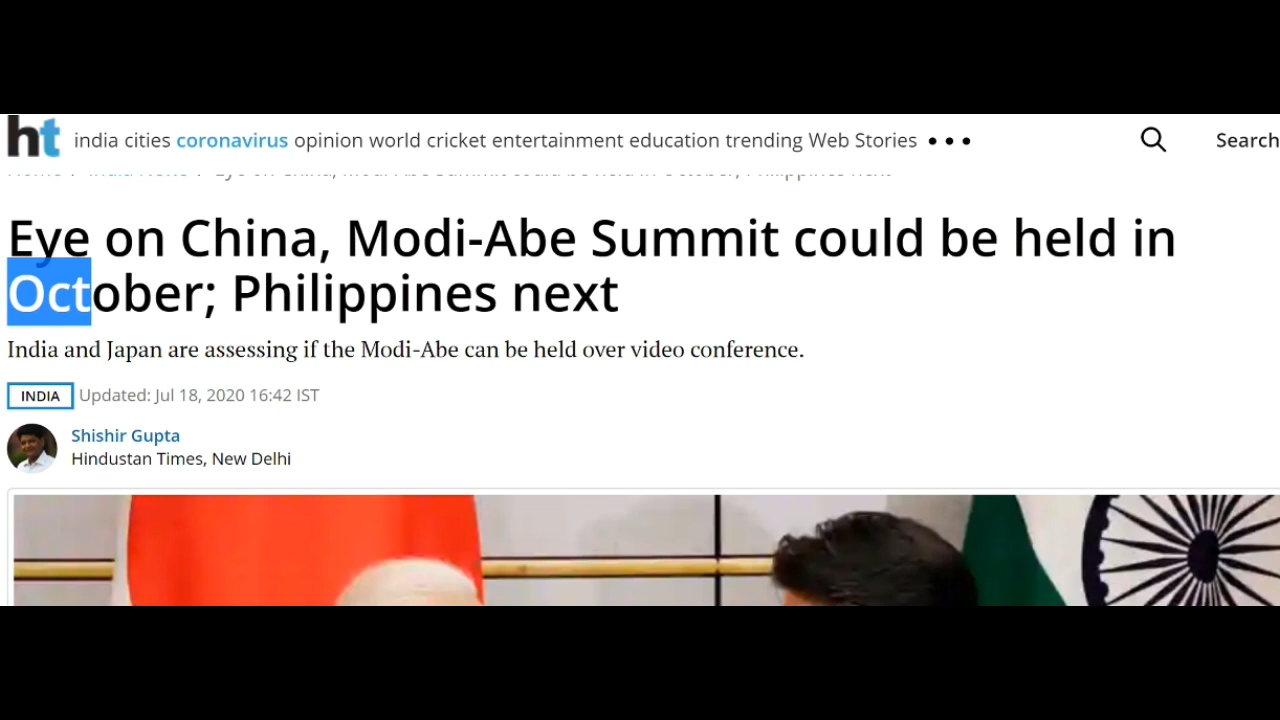 ht india cities coronavirus opinion world cricket entertainment education trending Web Stories Search
Eye on China, Modi-Abe Summit could be held in
October; Philippines next
India and Japan are assessing if the Modi-Abe can be held over video conference.
INDIA Updated: Jul 18, 2020 16:42 IST
Shishir Gupta
Hindustan Times, New Delhi